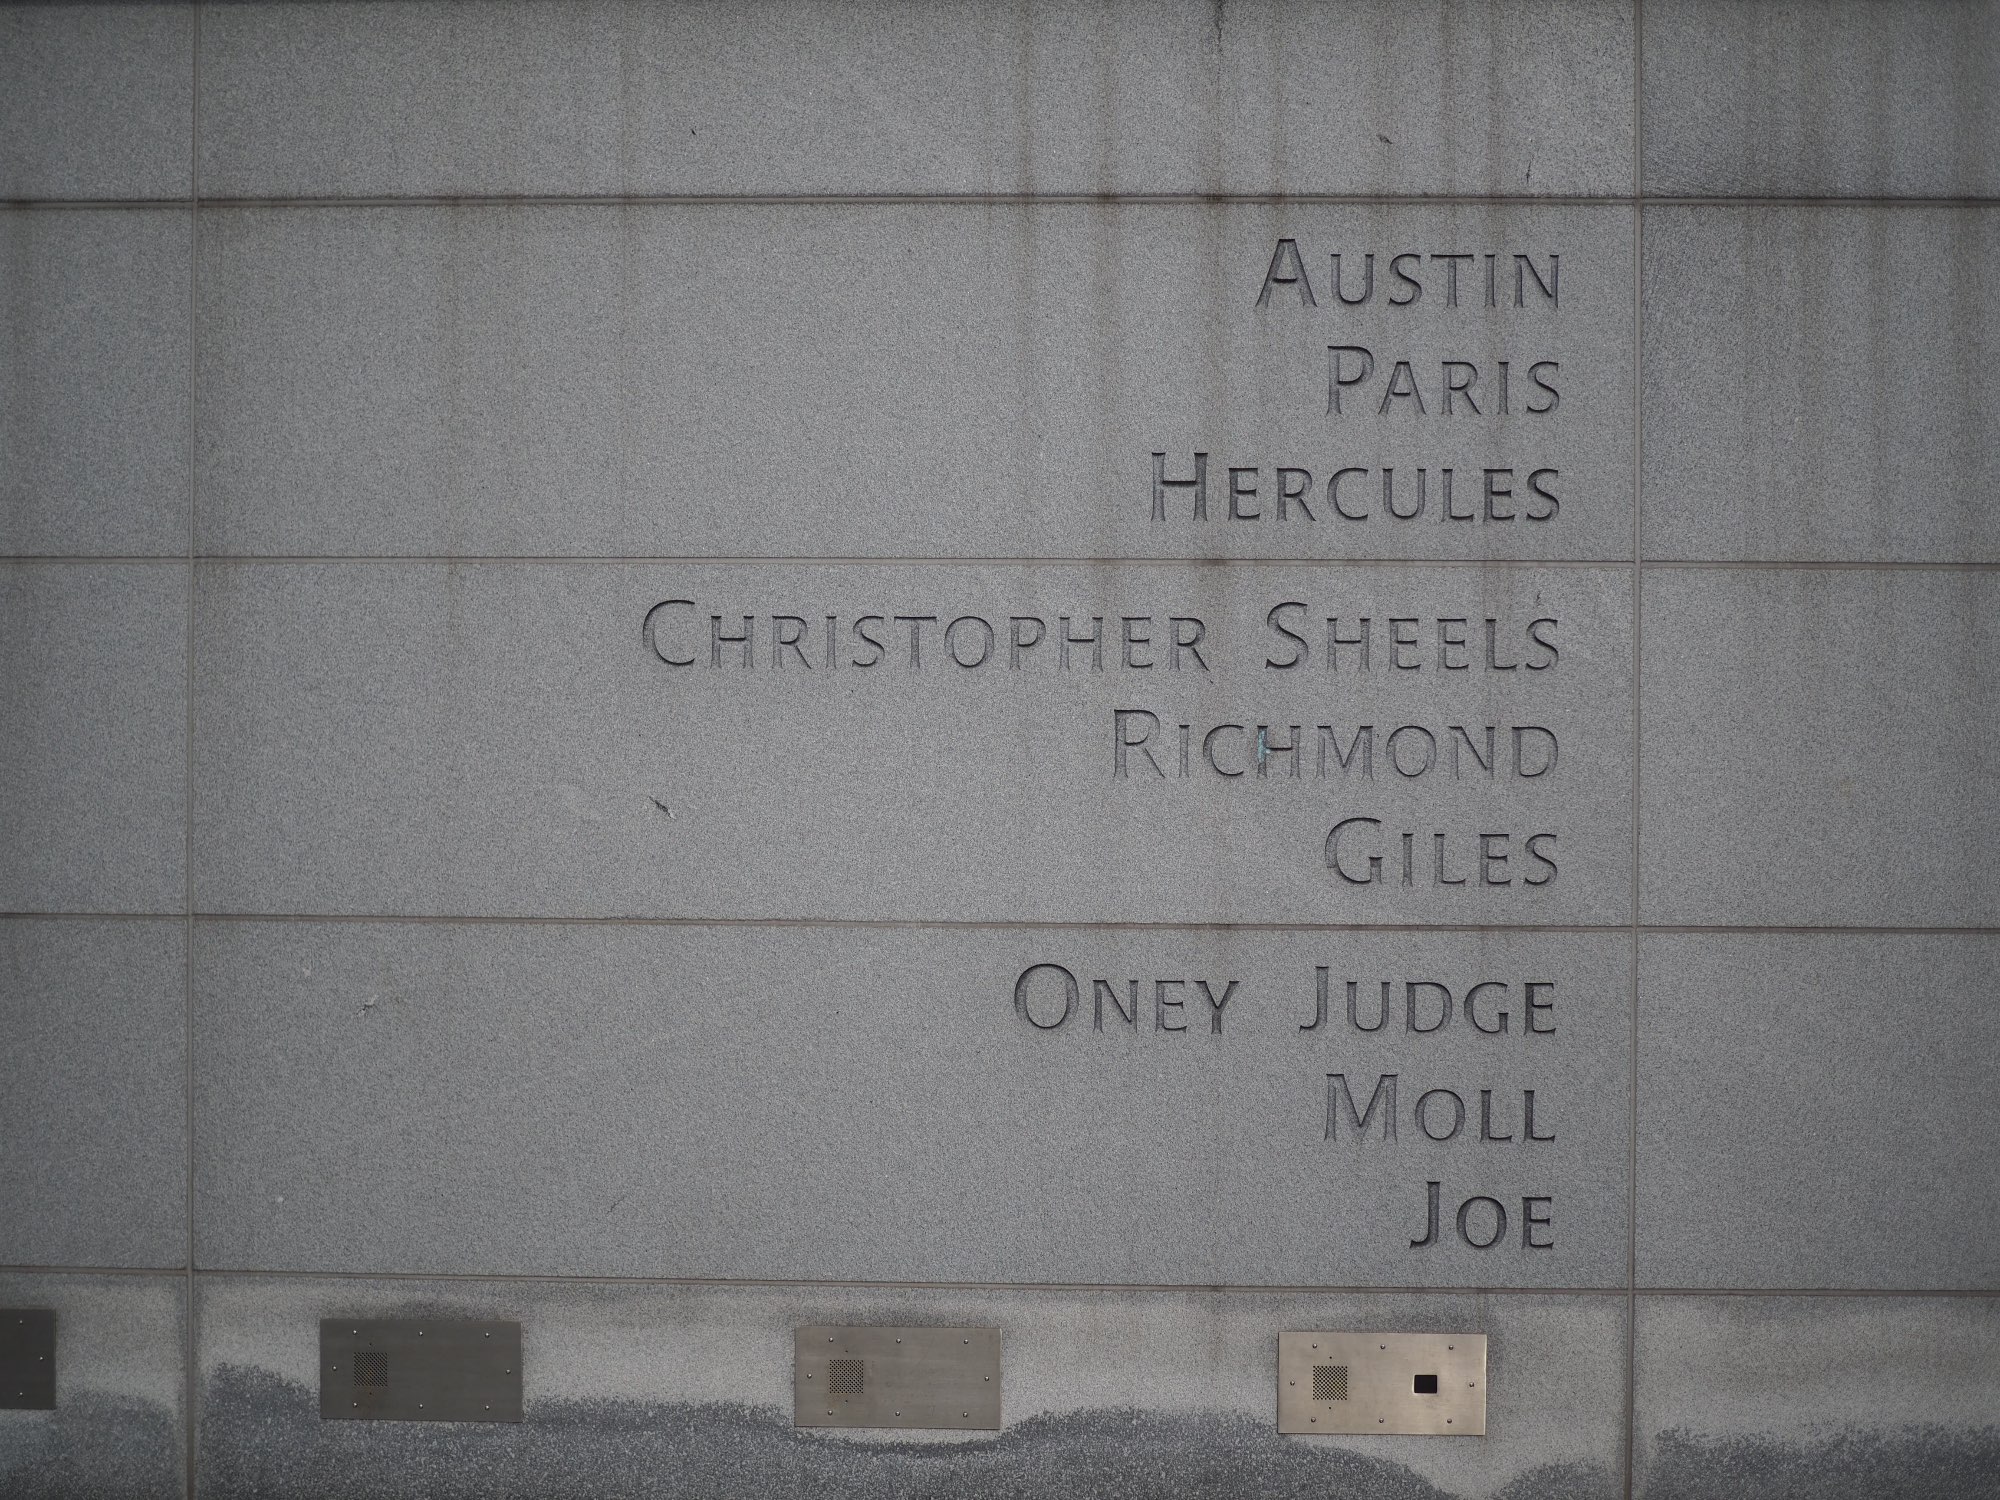 Austin
Paris
Hercules
Christopher Sheels
Richmond
Giles
Oney Judge
Moll
Joe